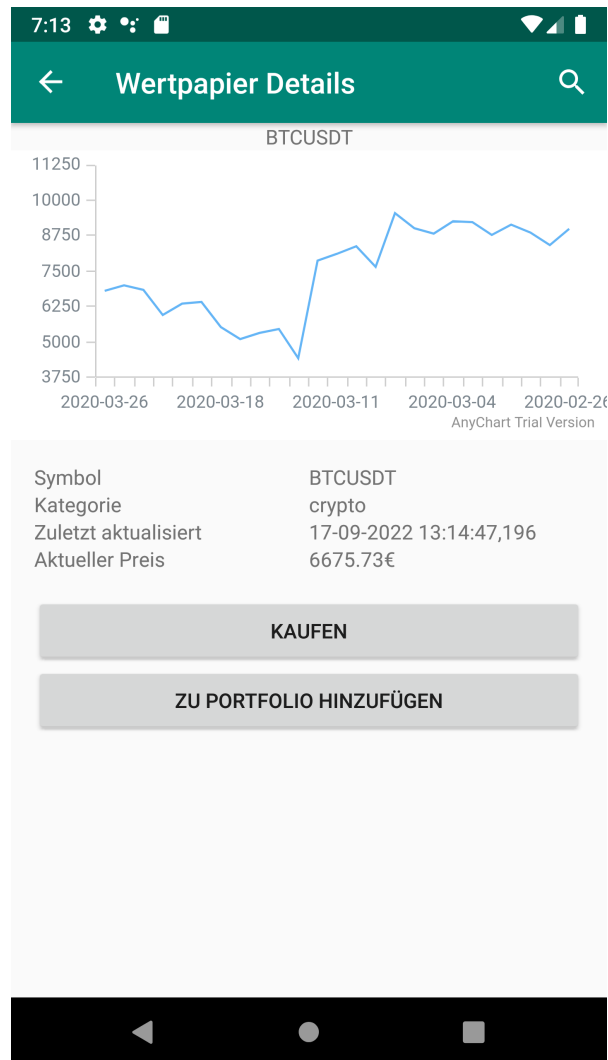 7:13
Wertpapier Details
BTCUSDT
11250
10000
8750
7500
6250
5000
3750
2020-03-26 2020-03-18 2020-03-11 2020-03-04 2020-02-26
AnyChart Trial Version
Symbol BTCUSDT
Kategorie crypto
Zuletzt aktualisiert 17-09-2022 13:14:47,196
Aktueller Preis 6675.73€
KAUFEN
ZU PORTFOLIO HINZUFÜGEN